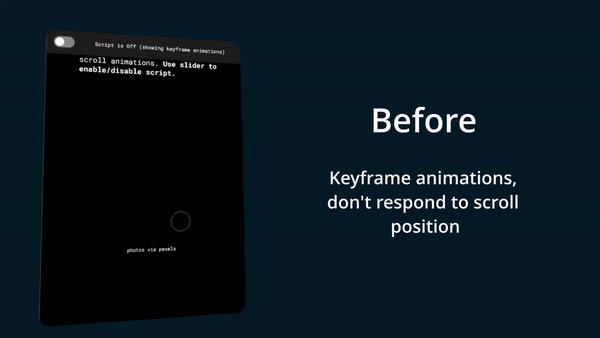 Script is Off (showing keyframe animations)
scroll animations. Use slider to
enable/disable script.
photos via pexels
Before
Keyframe animations,
don't respond to scroll
position